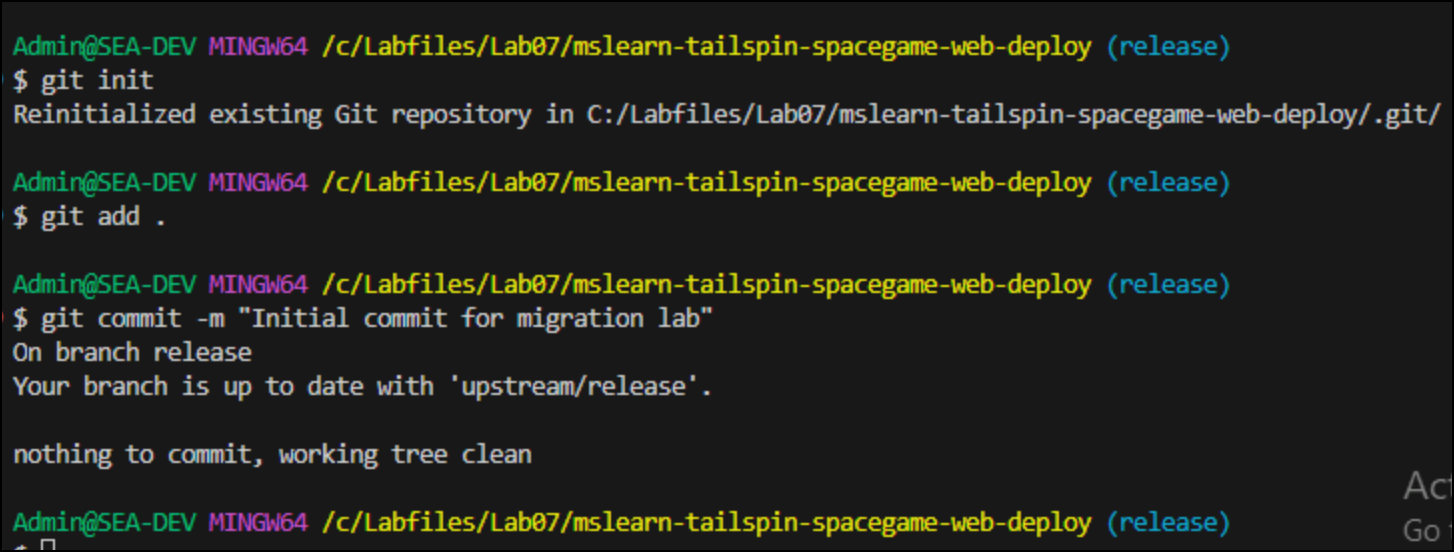 Admin@SEA-DEV MINGW64 /c/Labfiles/Lab07/mslearn-tailspin-spacegame-web-deploy (release)
$ git init
Reinitialized existing Git repository in C:/Labfiles/Lab07/mslearn-tailspin-spacegame-web-deploy/.git/
Admin@SEA-DEV MINGW64 /c/Labfiles/Lab07/mslearn-tailspin-spacegame-web-deploy (release)
$ git add .
Admin@SEA-DEV MINGW64 /c/Labfiles/Lab07/mslearn-tailspin-spacegame-web-deploy (release)
$ git commit -m "Initial commit for migration lab"
On branch release
Your branch is up to date with 'upstream/release'.
nothing to commit, working tree clean
Admin@SEA-DEV MINGW64 /c/Labfiles/Lab07/mslearn-tailspin-spacegame-web-deploy (release)
$
Go